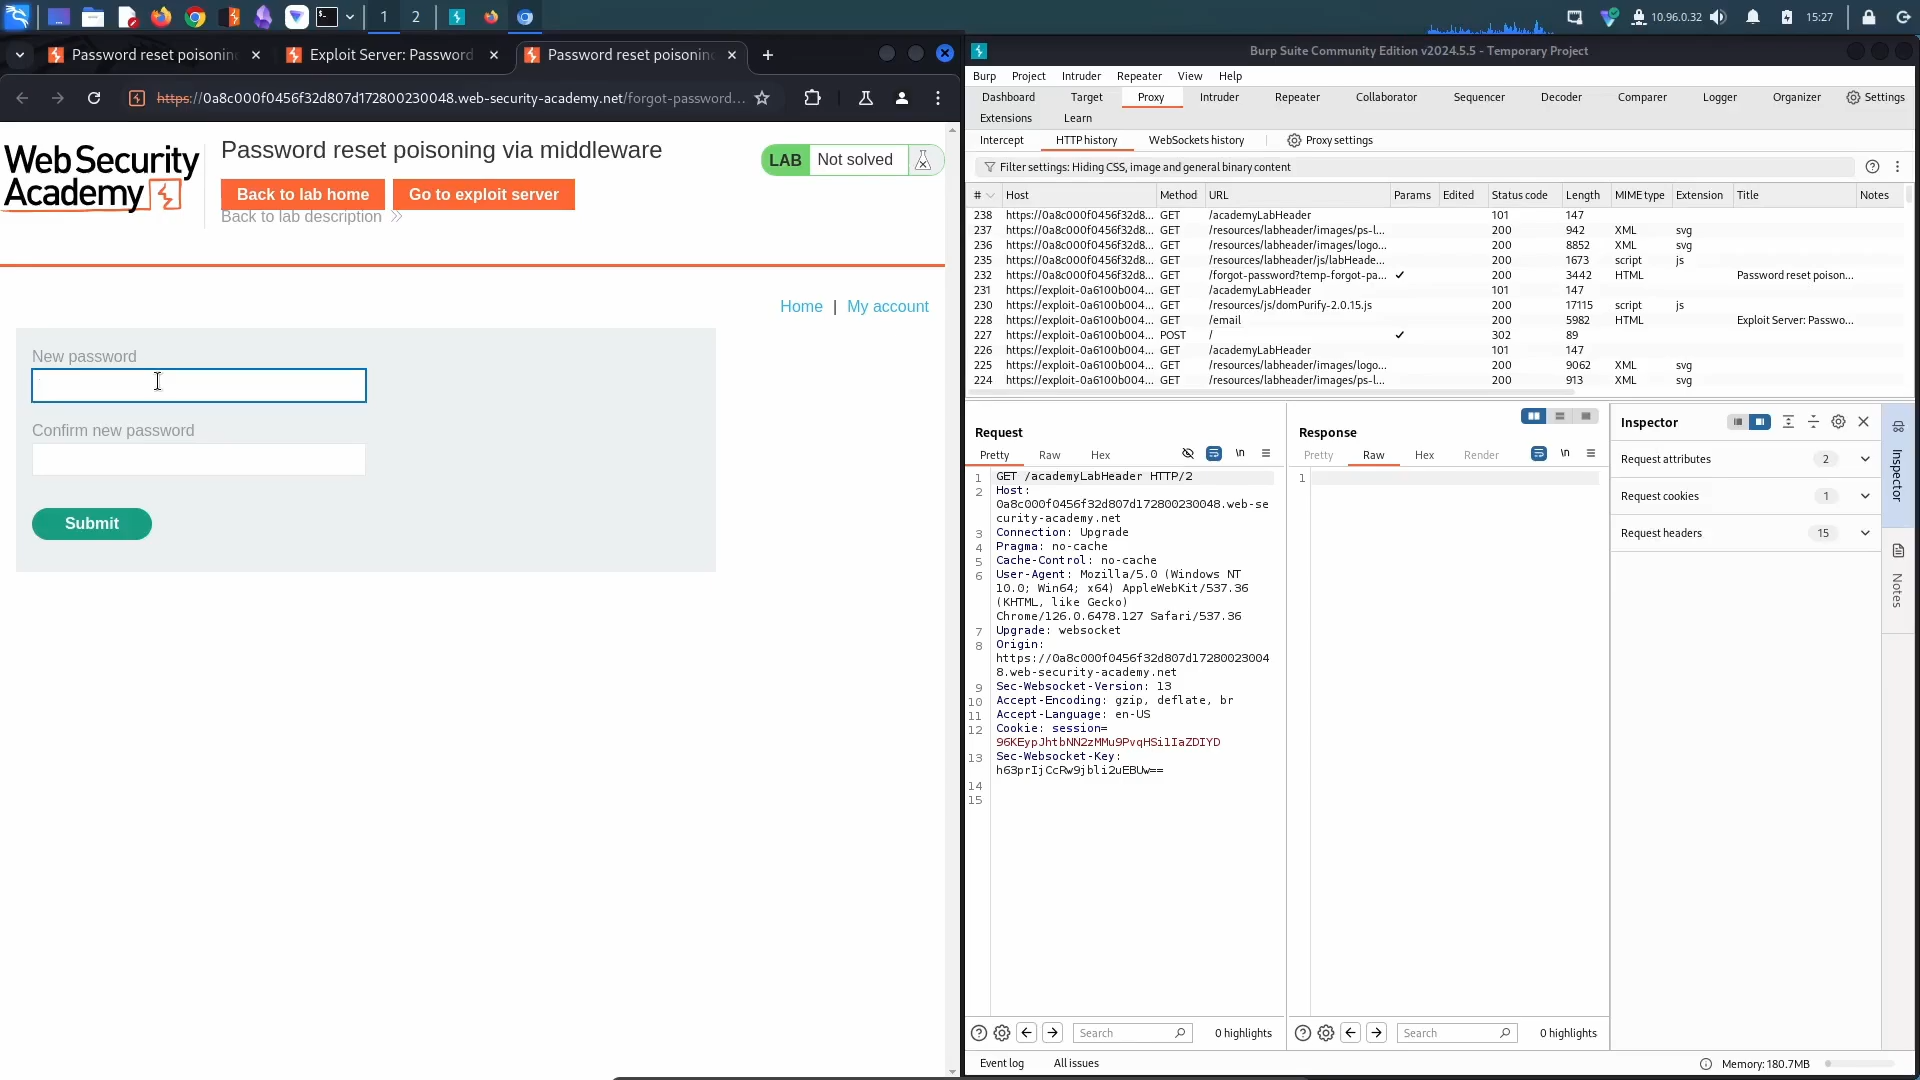 1
2
10.96.0.32
15:27
Password reset poisoning
Exploit Server: Password
Password reset poisoning
https://0a8c000f0456f32d807d172800230048.web-security-academy.net/forgot-password...
WebSecurity
Academy
Password reset poisoning via middleware
Back to lab home
Go to exploit server
Back to lab description
LAB
Not solved
Home | My account
New password
Confirm new password
Submit
Burp Suite Community Edition v2024.5.5 - Temporary Project
Burp Project Intruder Repeater View Help
Dashboard Target Proxy Intruder Repeater Collaborator Sequencer Decoder Comparer Logger Organizer Settings
Extensions Learn
Intercept HTTP history WebSockets history Proxy settings
Filter settings: Hiding CSS, image and general binary content
# Host Method URL Params Edited Status code Length MIME type Extension Title Notes
238 https://0a8c000f0456f32d8... GET /academyLabHeader 101 147
237 https://0a8c000f0456f32d8... GET /resources/labheader/images/ps-l... 200 942 XML svg
236 https://0a8c000f0456f32d8... GET /resources/labheader/images/logo... 200 8852 XML svg
235 https://0a8c000f0456f32d8... GET /resources/labheader/js/labHeade... 200 1673 script js
232 https://0a8c000f0456f32d8... GET /forgot-password?temp-forgot-pa... ✓ 200 3442 HTML Password reset poison...
231 https://exploit-0a6100b004... GET /academyLabHeader 101 147
230 https://exploit-0a6100b004... GET /resources/js/domPurify-2.0.15.js 200 17115 script js
228 https://exploit-0a6100b004... GET /email 200 5982 HTML Exploit Server: Passwo...
227 https://exploit-0a6100b004... POST / ✓ 302 89
226 https://exploit-0a6100b004... GET /academyLabHeader 101 147
225 https://exploit-0a6100b004... GET /resources/labheader/images/logo... 200 9062 XML svg
224 https://exploit-0a6100b004... GET /resources/labheader/images/ps-l... 200 913 XML svg
Request
Pretty Raw Hex \n
1 GET /academyLabHeader HTTP/2
2 Host:
0a8c000f0456f32d807d172800230048.web-se
curity-academy.net
3 Connection: Upgrade
4 Pragma: no-cache
5 Cache-Control: no-cache
6 User-Agent: Mozilla/5.0 (Windows NT
10.0; Win64; x64) AppleWebKit/537.36
(KHTML, like Gecko)
Chrome/126.0.6478.127 Safari/537.36
7 Upgrade: websocket
8 Origin:
https://0a8c000f0456f32d807d17280023004
8.web-security-academy.net
9 Sec-Websocket-Version: 13
10 Accept-Encoding: gzip, deflate, br
11 Accept-Language: en-US
12 Cookie: session=
96KEypJhtbNN2zMMu9PvqHSilIaZDIYD
13 Sec-Websocket-Key:
h63prIjCcRw9jbli2uEBUw==
14
15
Search
0 highlights
Response
Pretty Raw Hex Render \n
1
Search
0 highlights
Inspector
Request attributes 2
Request cookies 1
Request headers 15
Inspector
Notes
Event log All issues
Memory: 180.7MB